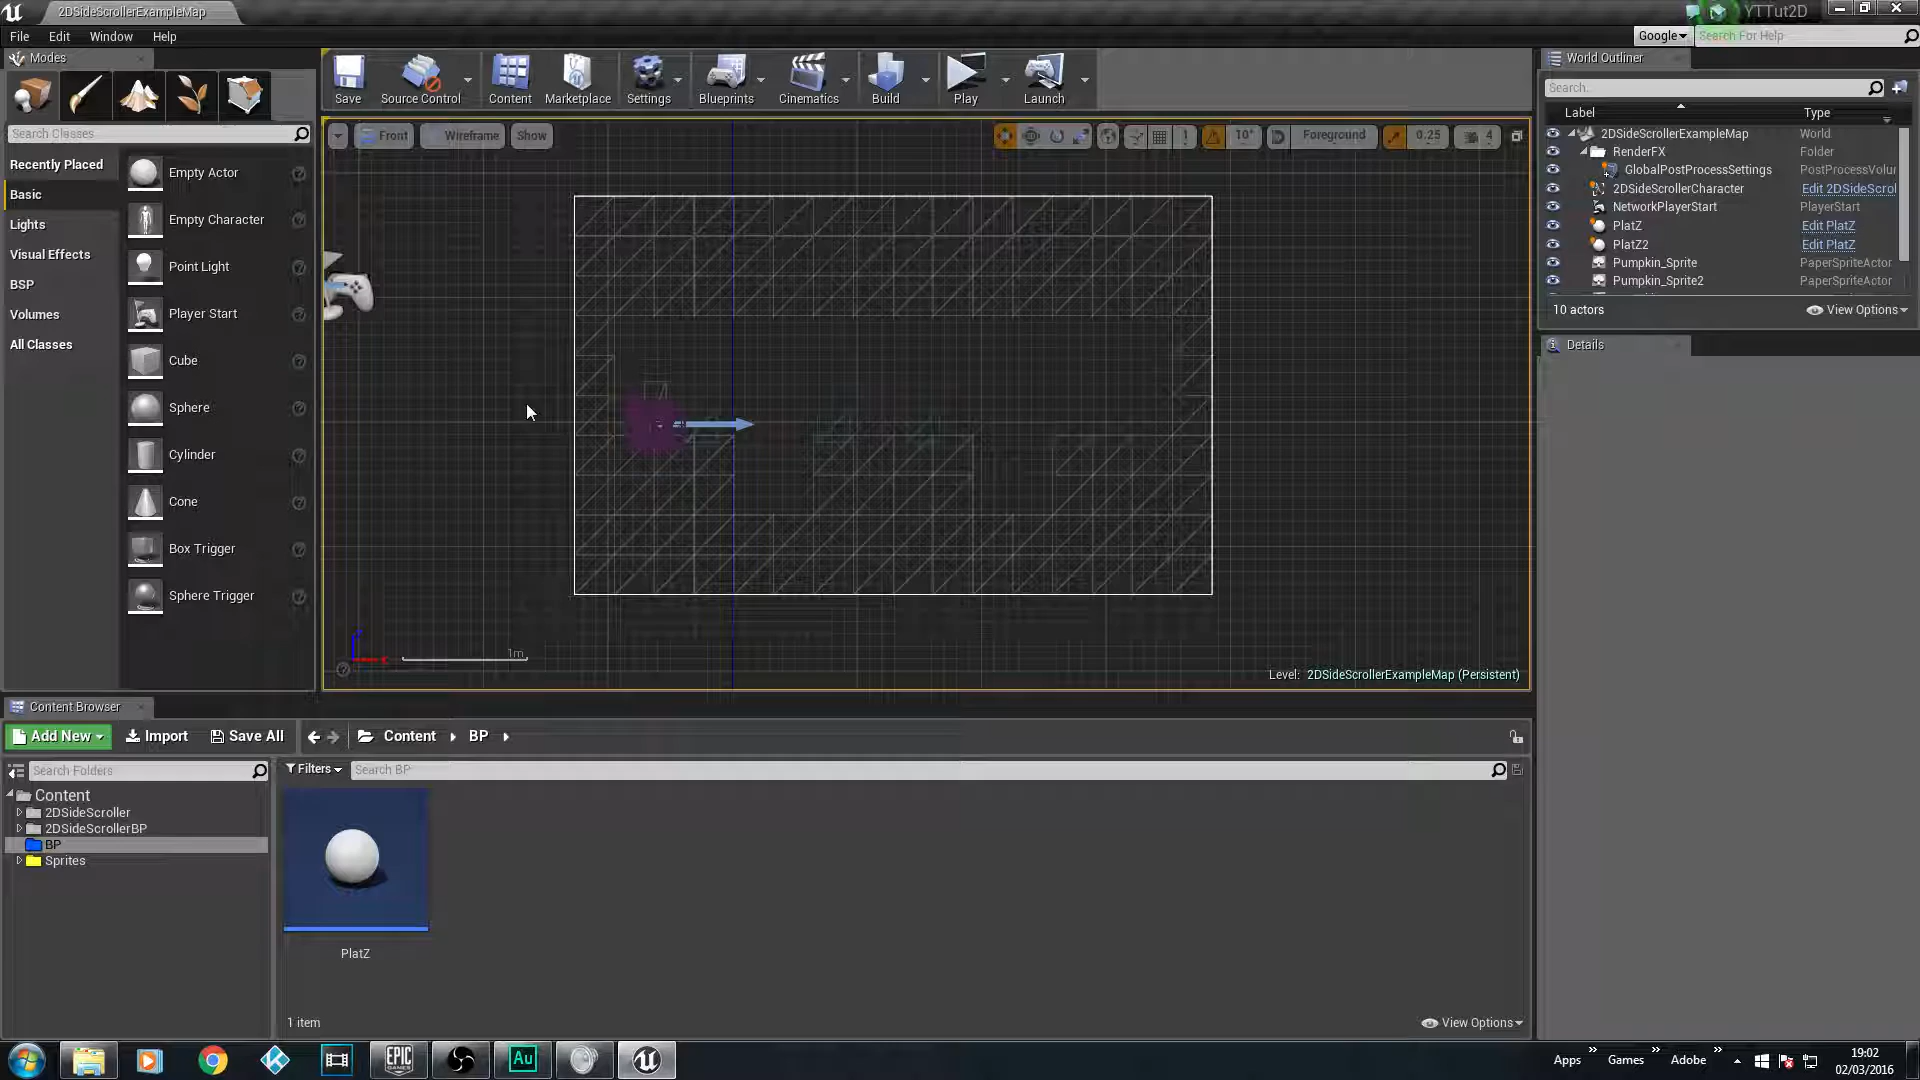 2DSideScrollerExampleMap
YTTut2D
File Edit Window Help
Google
Search For Help
Modes
Save
Source Control
Content
Marketplace
Settings
Blueprints
Cinematics
Build
Play
Launch
World Outliner
Search Classes
Search.
Label
Type
Front
Wireframe
Show
10°
Foreground
0.25
4
Recently Placed
Basic
Lights
Visual Effects
BSP
Volumes
All Classes
Empty Actor
Empty Character
Point Light
Player Start
Cube
Sphere
Cylinder
Cone
Box Trigger
Sphere Trigger
2DSideScrollerExampleMap World
RenderFX Folder
GlobalPostProcessSettings PostProcessVolu
2DSideScrollerCharacter Edit 2DSideScrol
NetworkPlayerStart PlayerStart
PlatZ Edit PlatZ
PlatZ2 Edit PlatZ
Pumpkin_Sprite PaperSpriteActor
Pumpkin_Sprite2 PaperSpriteActor
10 actors
View Options
Details
1m
Level: 2DSideScrollerExampleMap (Persistent)
Content Browser
Add New
Import
Save All
Content
BP
Search Folders
Filters
Search BP
Content
2DSideScroller
2DSideScrollerBP
BP
Sprites
PlatZ
1 item
View Options
EPIC
GAMES
Au
Apps
Games
Adobe
19:02
02/03/2016